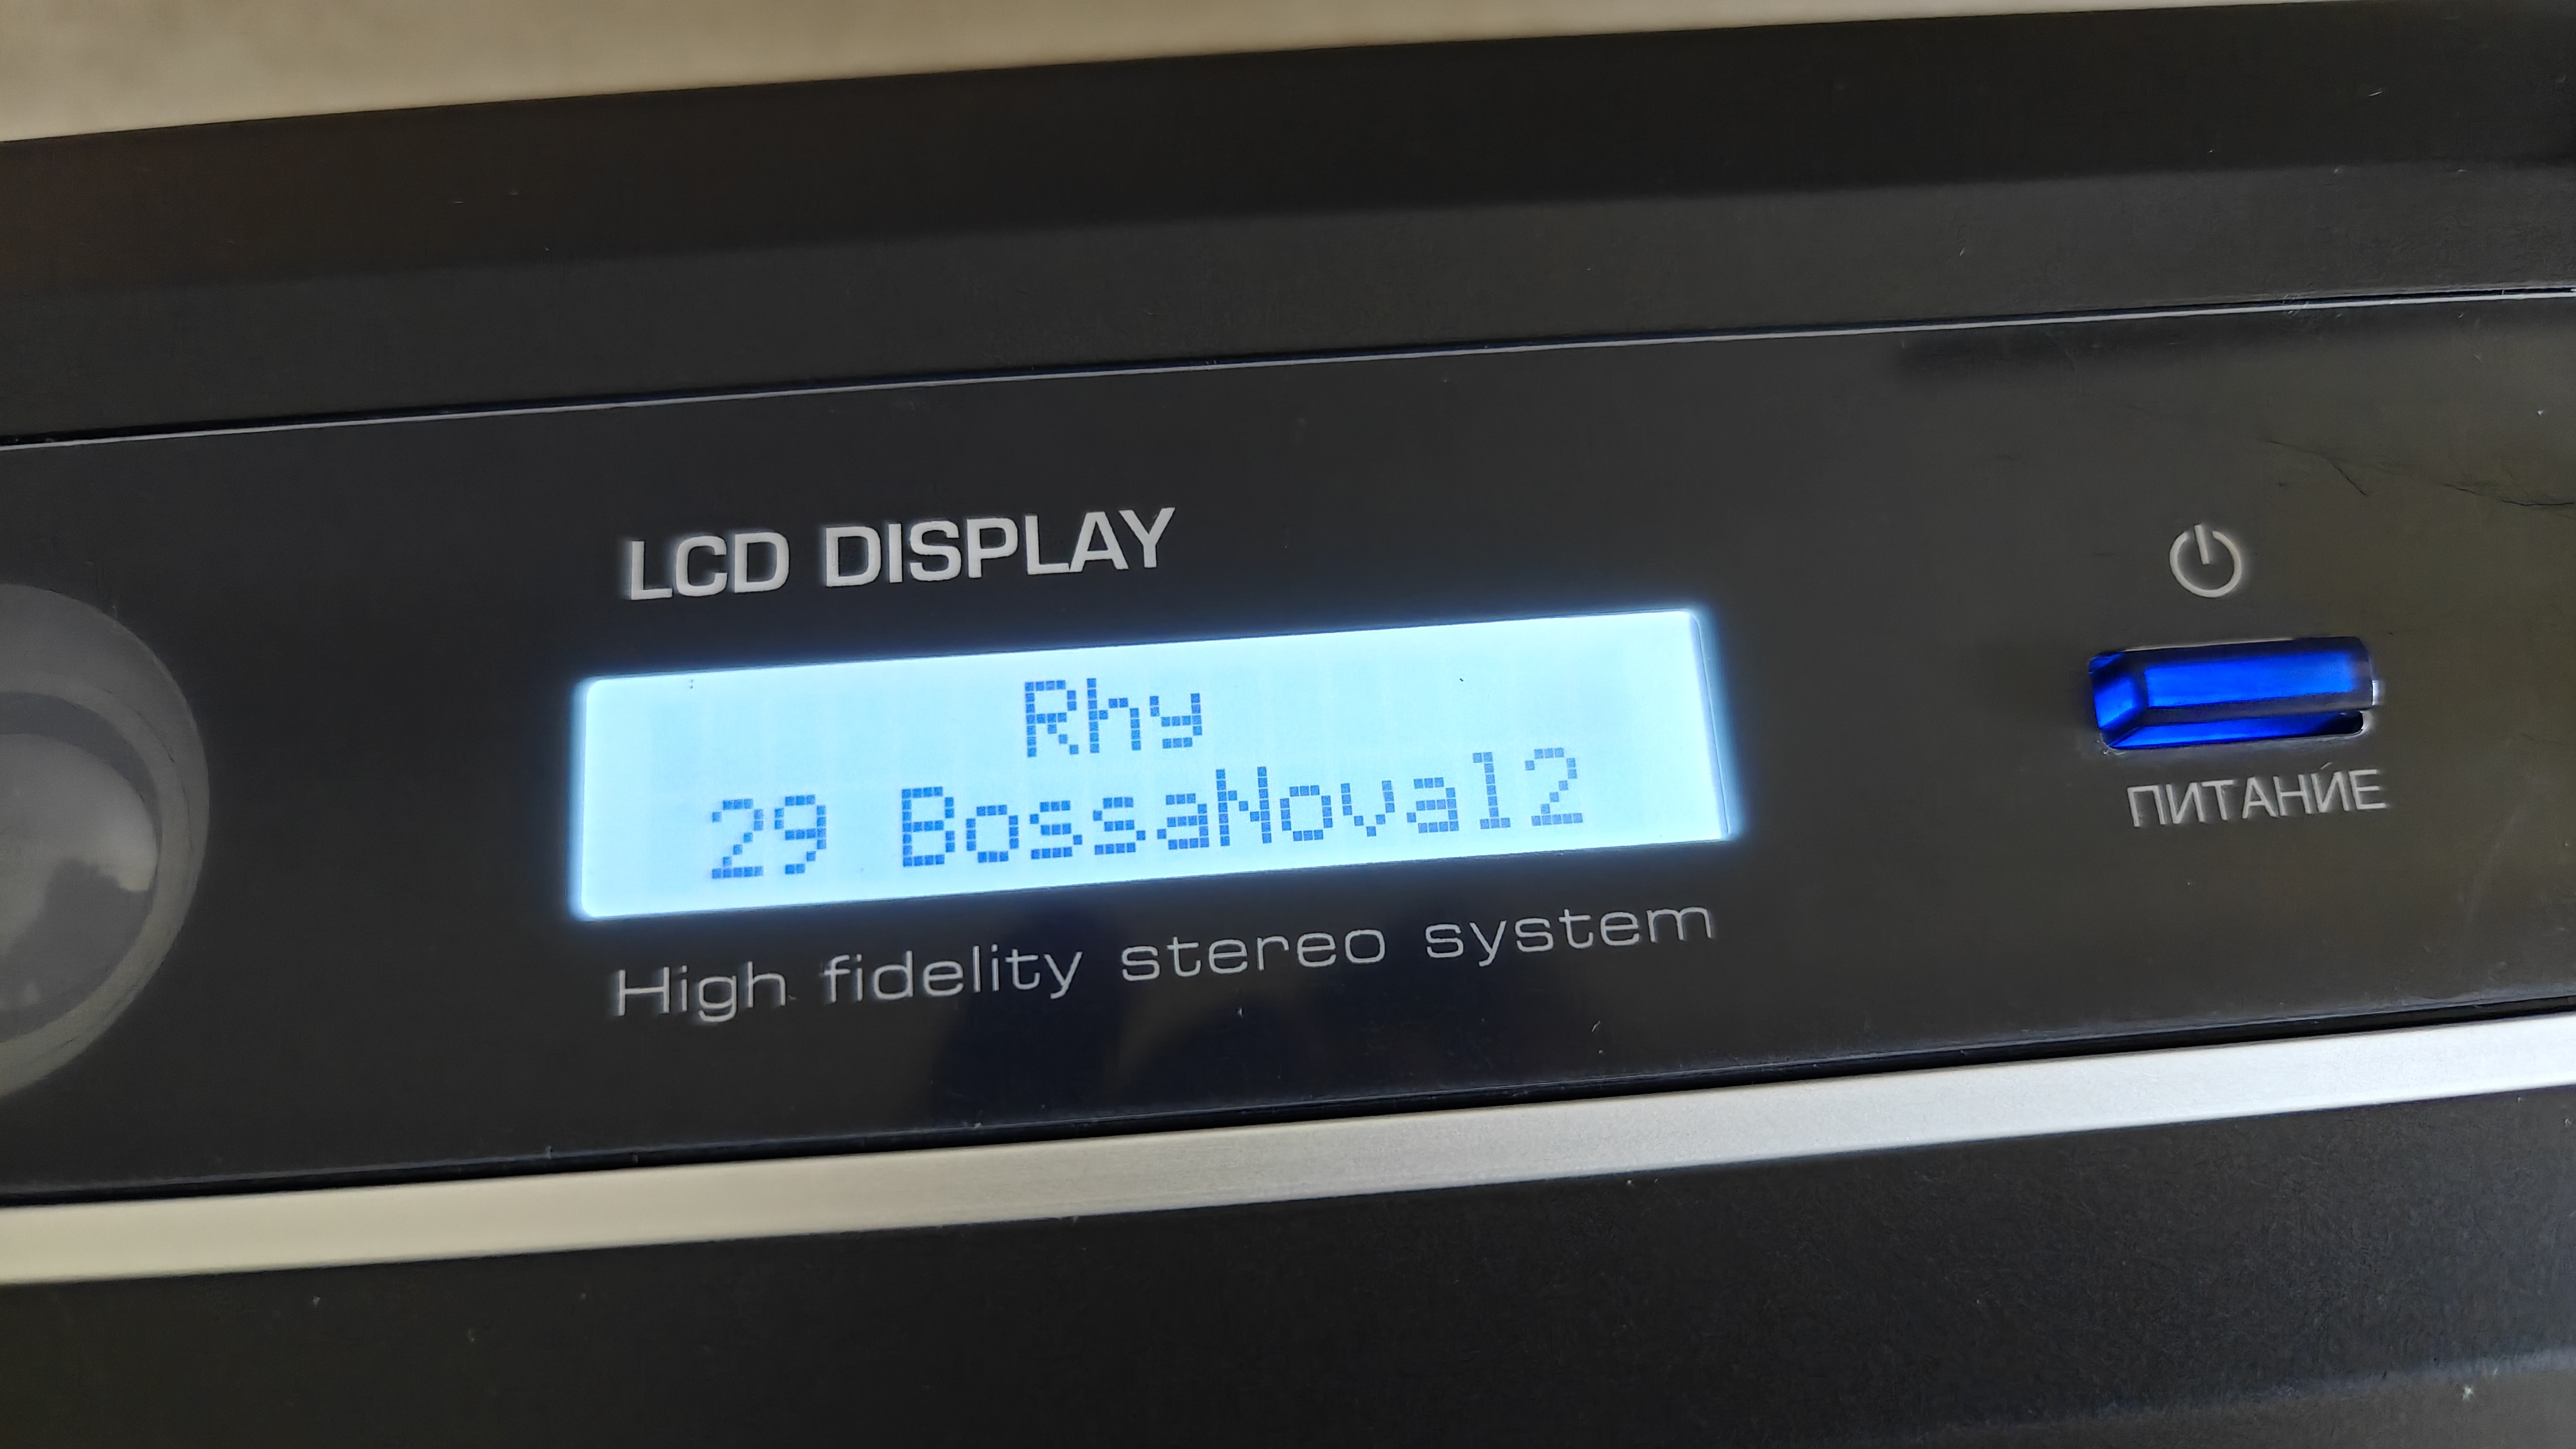 LCD DISPLAY
Rhy
29 BossaNova12
High fidelity stereo system
ПИТАНИЕ